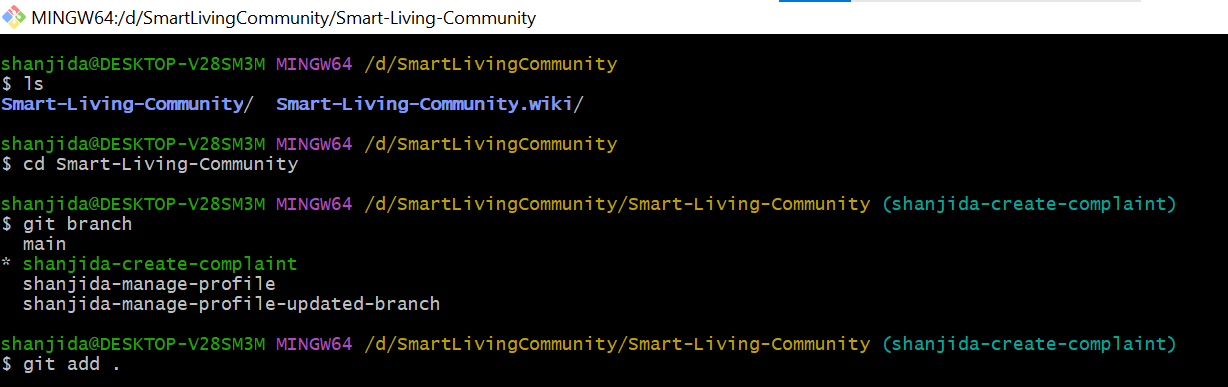 MINGW64:/d/SmartLivingCommunity/Smart-Living-Community
shanjida@DESKTOP-V28SM3M MINGW64 /d/SmartLivingCommunity
$ ls
Smart-Living-Community/  Smart-Living-Community.wiki/
shanjida@DESKTOP-V28SM3M MINGW64 /d/SmartLivingCommunity
$ cd Smart-Living-Community
shanjida@DESKTOP-V28SM3M MINGW64 /d/SmartLivingCommunity/Smart-Living-Community (shanjida-create-complaint)
$ git branch
  main
* shanjida-create-complaint
  shanjida-manage-profile
  shanjida-manage-profile-updated-branch
shanjida@DESKTOP-V28SM3M MINGW64 /d/SmartLivingCommunity/Smart-Living-Community (shanjida-create-complaint)
$ git add .